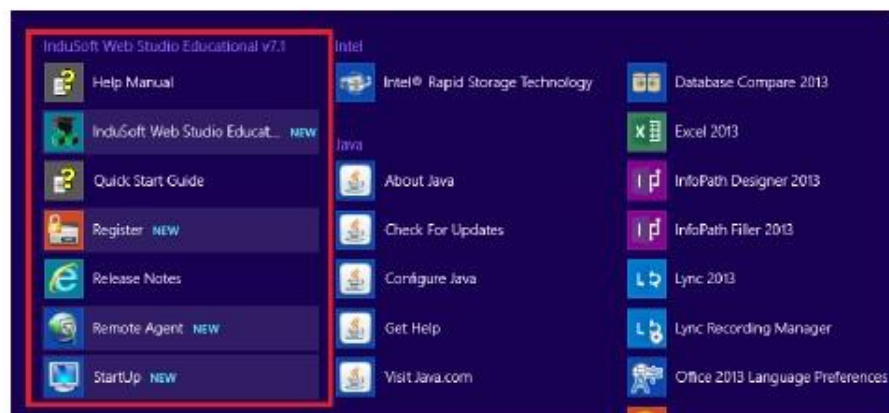 InduSoft Web Studio Educational v7.1
Help Manual
InduSoft Web Studio Educat... NEW
Quick Start Guide
Register NEW
Release Notes
Remote Agent NEW
StartUp NEW
Intel
Intel® Rapid Storage Technology
Java
About Java
Check For Updates
Configure Java
Get Help
Visit Java.com
Database Compare 2013
Excel 2013
InfoPath Designer 2013
InfoPath Filler 2013
Lync 2013
Lync Recording Manager
Office 2013 Language Preferences